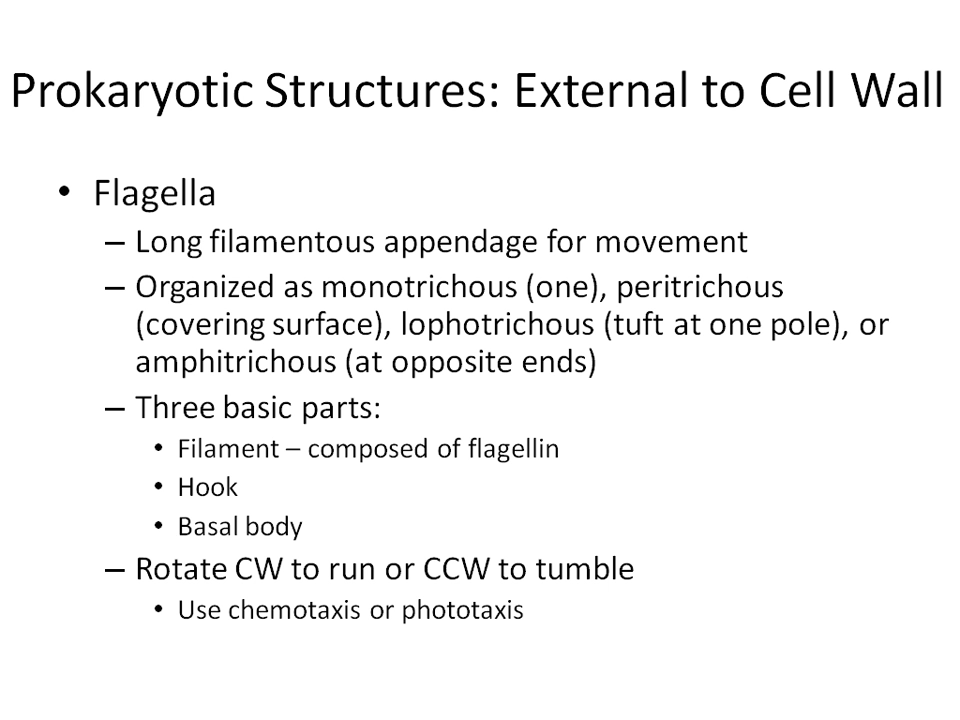 Prokaryotic Structures: External to Cell Wall
• Flagella
– Long filamentous appendage for movement
– Organized as monotrichous (one), peritrichous
(covering surface), lophotrichous (tuft at one pole), or
amphitrichous (at opposite ends)
– Three basic parts:
• Filament – composed of flagellin
• Hook
• Basal body
– Rotate CW to run or CCW to tumble
• Use chemotaxis or phototaxis